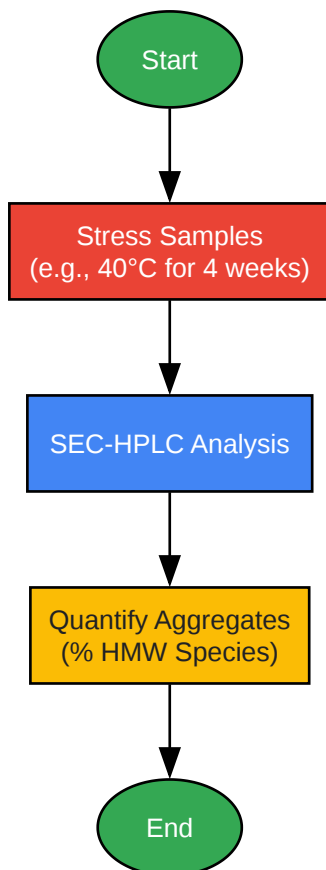 Start
Stress Samples
(e.g., 40°C for 4 weeks)
SEC-HPLC Analysis
Quantify Aggregates
(% HMW Species)
End